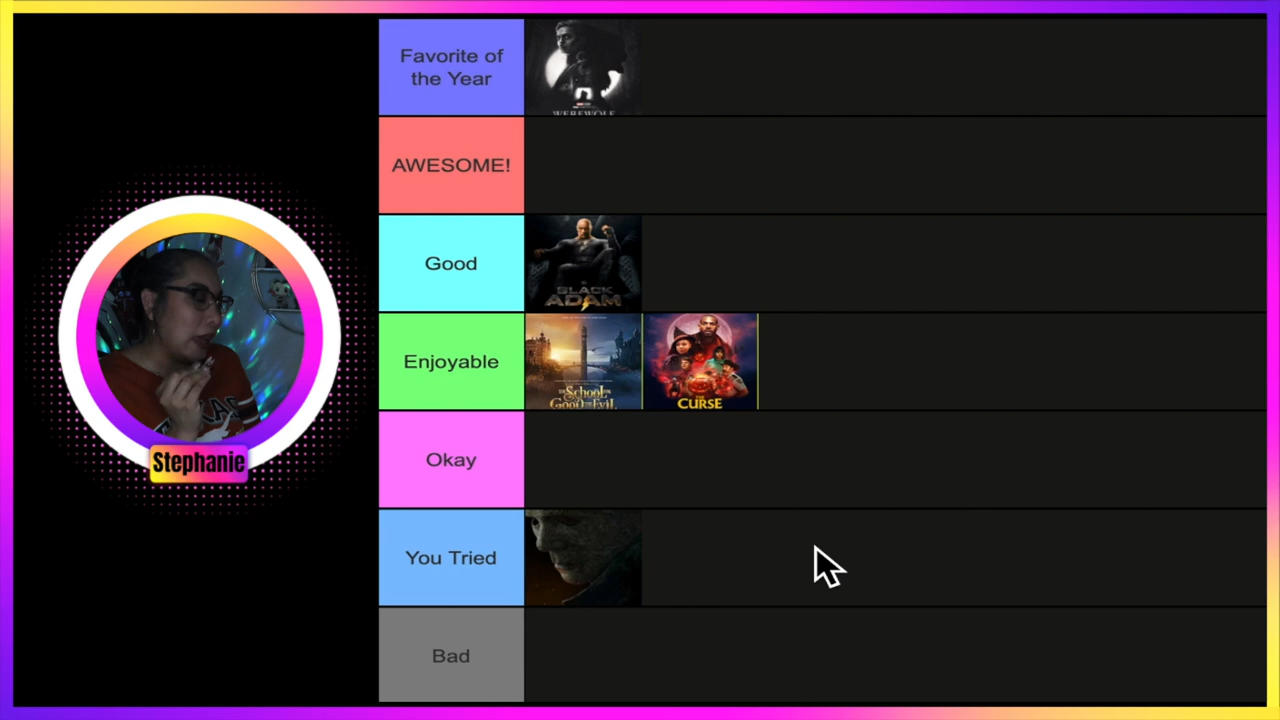 Favorite of
the Year
WEREWOLF
AWESOME!
Good
BLACK
ADAM
Enjoyable
The School for
Good and Evil
THE CURSE
Okay
You Tried
Bad
Stephanie